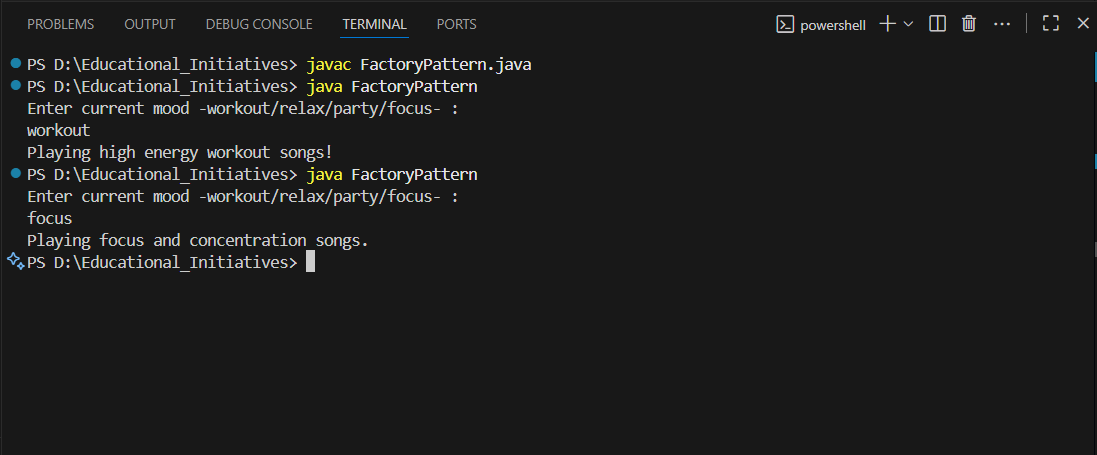 PROBLEMS OUTPUT DEBUG CONSOLE TERMINAL PORTS powershell
PS D:\Educational_Initiatives> javac FactoryPattern.java
PS D:\Educational_Initiatives> java FactoryPattern
Enter current mood -workout/relax/party/focus- :
workout
Playing high energy workout songs!
PS D:\Educational_Initiatives> java FactoryPattern
Enter current mood -workout/relax/party/focus- :
focus
Playing focus and concentration songs.
PS D:\Educational_Initiatives>